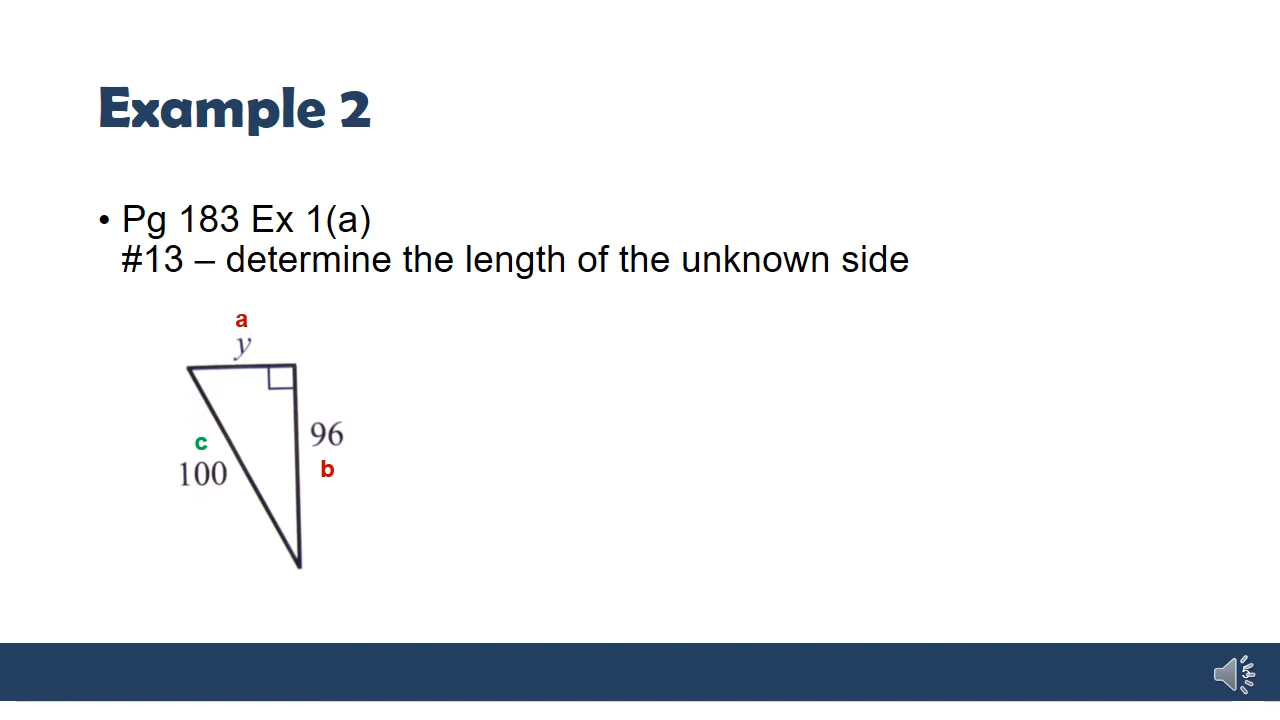 Example 2
• Pg 183 Ex 1(a)
#13 – determine the length of the unknown side
a
y
c
100
96
b